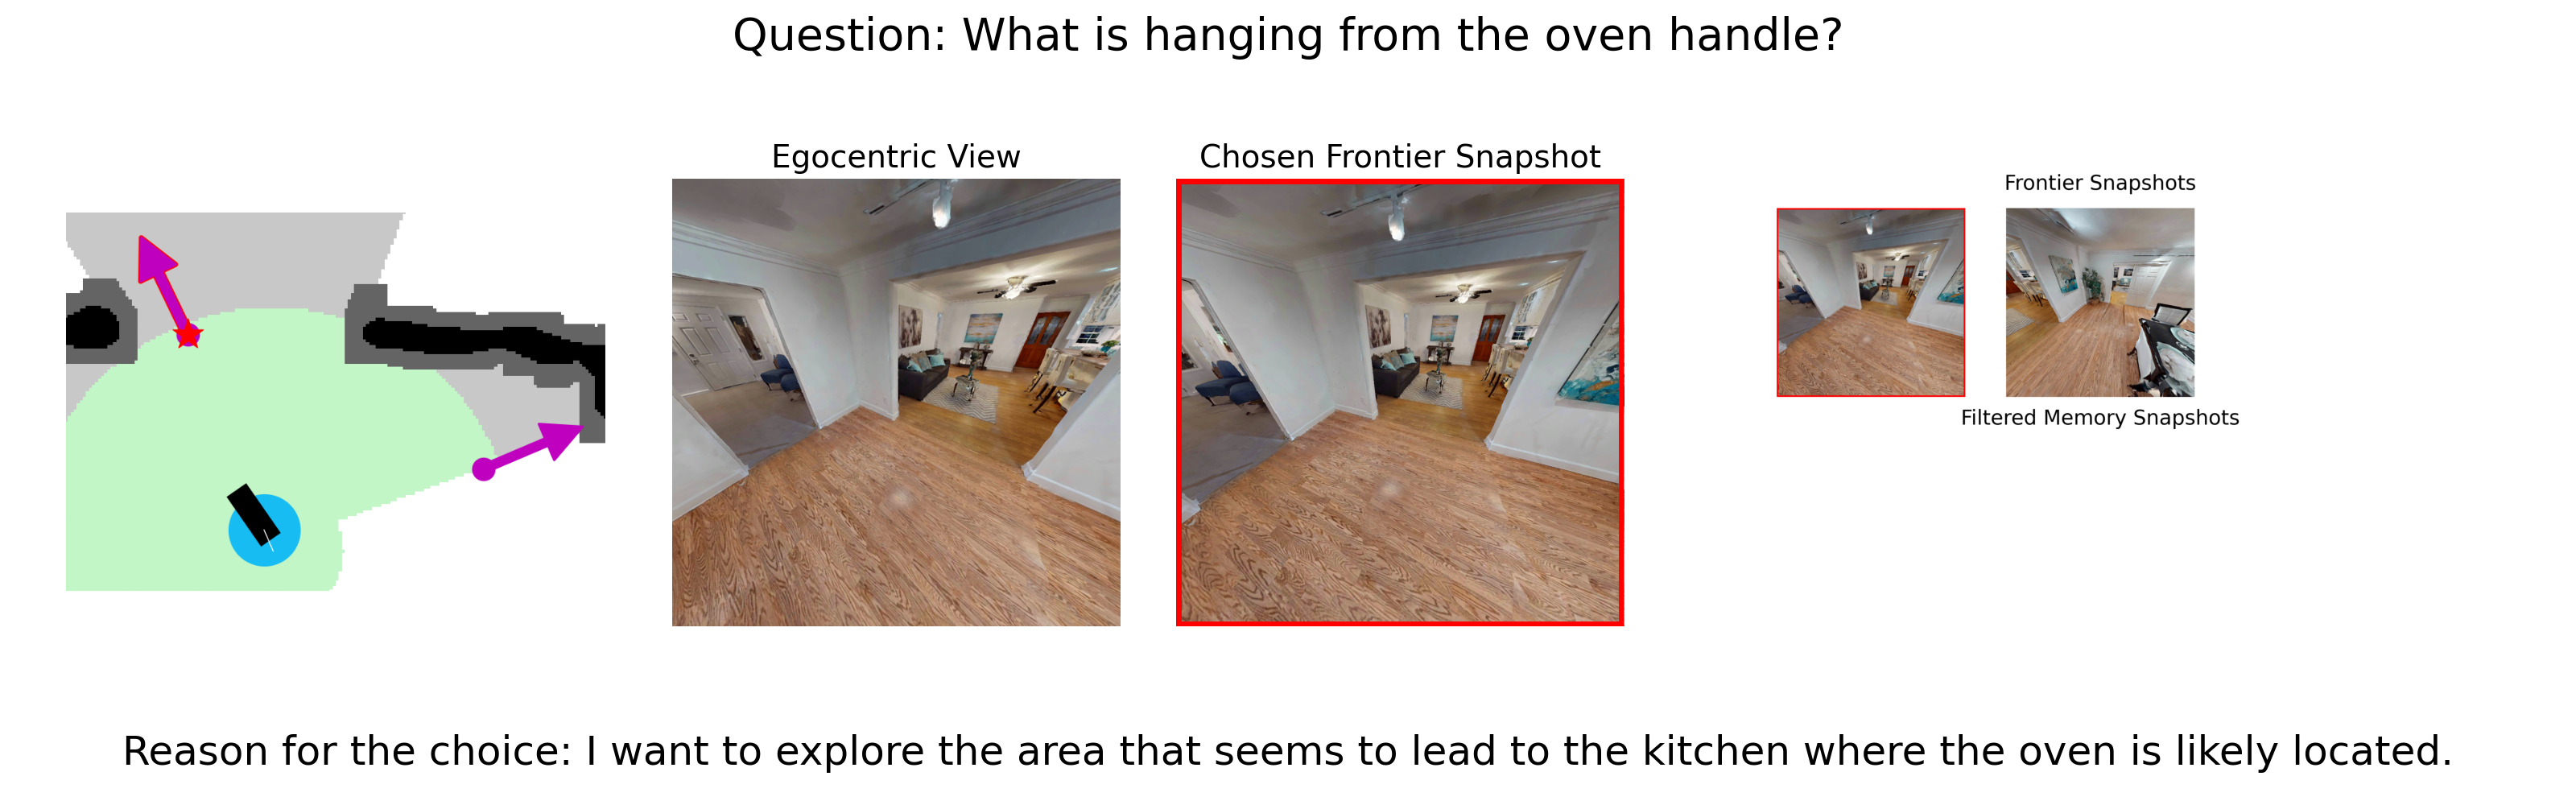 Question: What is hanging from the oven handle?
Egocentric View
Chosen Frontier Snapshot
Frontier Snapshots
Filtered Memory Snapshots
Reason for the choice: I want to explore the area that seems to lead to the kitchen where the oven is likely located.